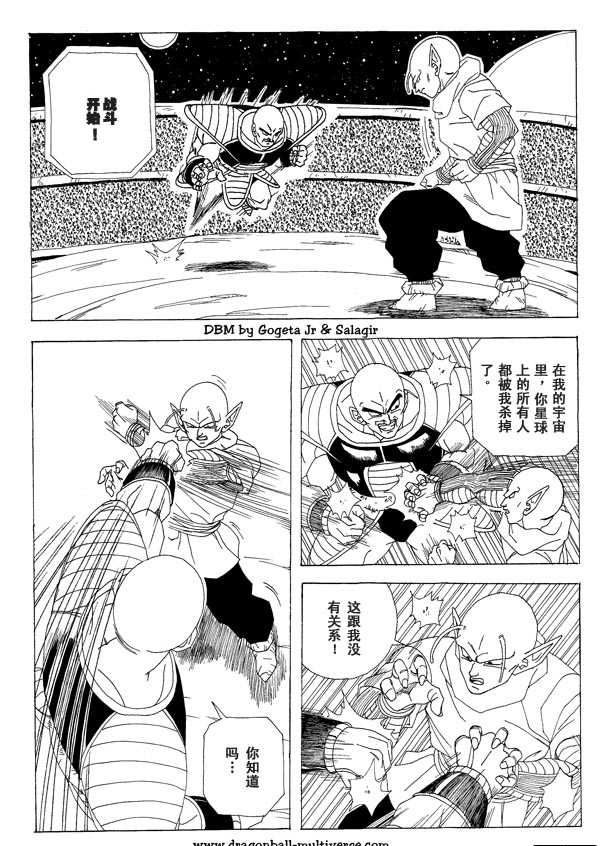 战斗
开始！
DBM by Gogeta Jr & Salagir
你知道
吗…
在我的宇宙
里，你星球
上的所有人
都被我杀掉
了。
这跟我没
有关系！
www.dragonball-multiverse.com